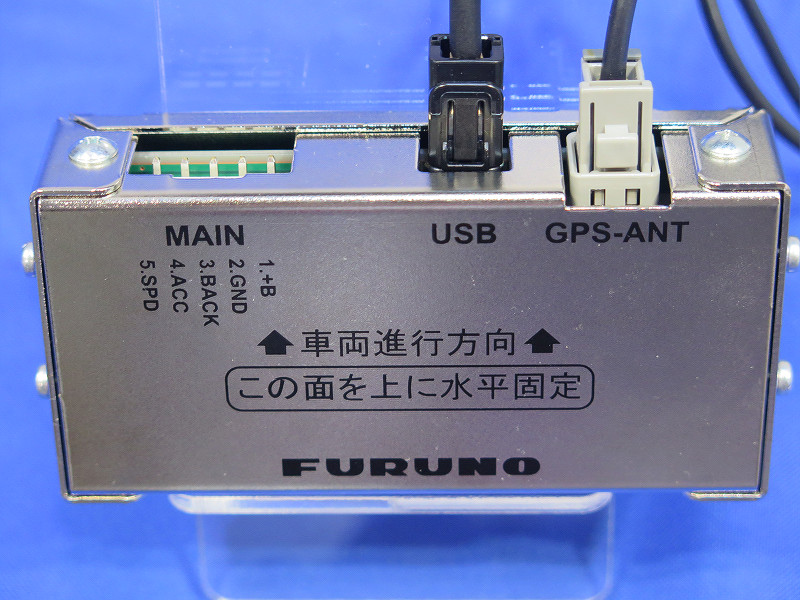 MAIN
USB
GPS-ANT
1.+B
2.GND
3.BACK
4.ACC
5.SPD
⬆車両進行方向⬆
この面を上に水平固定
FURUNO